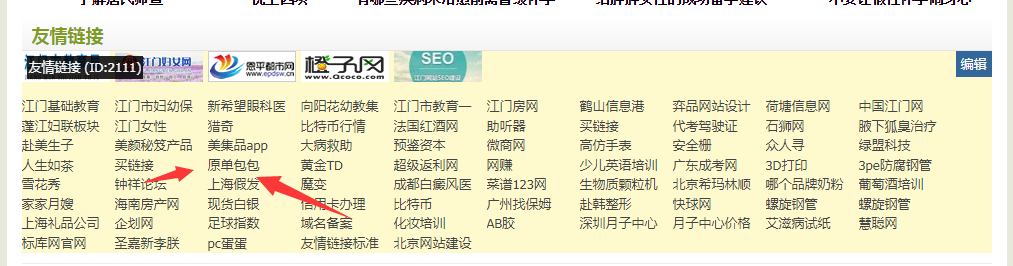 友情链接
友情链接 (ID:2111)
江门妇女网
恩平都市网
www.epdsw.cn
橙子网
www.Ococo.com
SEO
江门网站SEO建设
编辑
江门基础教育 江门市妇幼保 新希望眼科医 向阳花幼教集 江门市教育一 江门房网 鹤山信息港 弈品网站设计 荷塘信息网 中国江门网
蓬江妇联板块 江门女性 猎奇 比特币行情 法国红酒网 助听器 买链接 代考驾驶证 石狮网 腋下狐臭治疗
赴美生子 美颜秘笈产品 美集品app 大病救助 预鉴资本 微商网 高仿手表 安全栅 众人寻 绿盟科技
人生如茶 买链接 原单包包 黄金TD 超级返利网 网赚 少儿英语培训 广东成考网 3D打印 3pe防腐钢管
雪花秀 钟祥论坛 上海假发 魔变 成都白癜风医 菜谱123网 生物质颗粒机 北京希玛林顺 哪个品牌奶粉 葡萄酒培训
家家月嫂 海南房产网 现货白银 信用卡办理 比特币 广州找保姆 赴韩整形 快球网 螺旋钢管 螺旋钢管
上海礼品公司 企划网 足球指数 域名备案 化妆培训 AB胶 深圳月子中心 月子中心价格 艾滋病试纸 慧聪网
标库网官网 圣嘉新李朕 pc蛋蛋 友情链接标准 北京网站建设